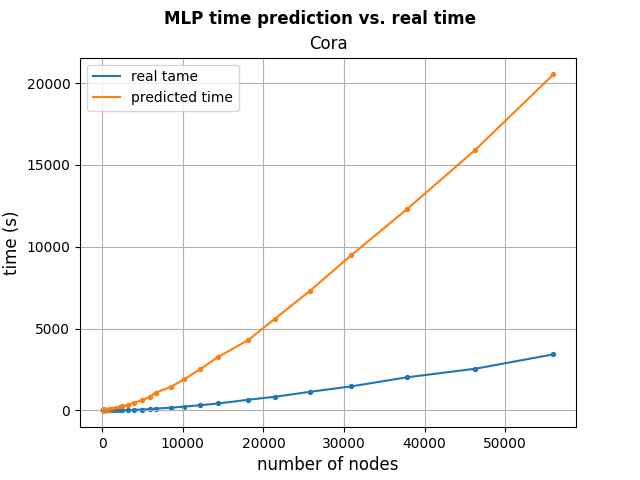 MLP time prediction vs. real time
Cora
real tame
predicted time
time (s)
20000
15000
10000
5000
0
0 10000 20000 30000 40000 50000
number of nodes